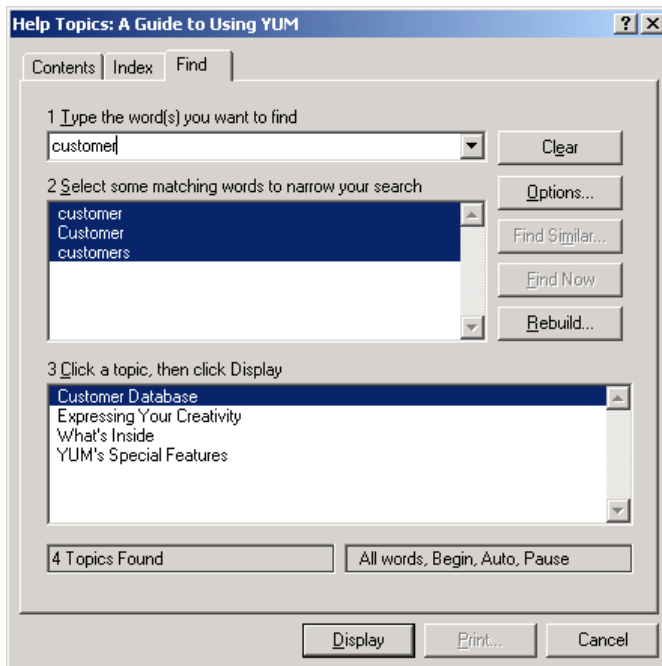 Help Topics: A Guide to Using YUM
Contents Index Find
1 Type the word(s) you want to find
customer
Clear
2 Select some matching words to narrow your search
Options...
customer
Customer
customers
Find Similar...
Find Now
Rebuild...
3 Click a topic, then click Display
Customer Database
Expressing Your Creativity
What's Inside
YUM's Special Features
4 Topics Found
All words, Begin, Auto, Pause
Display Print... Cancel